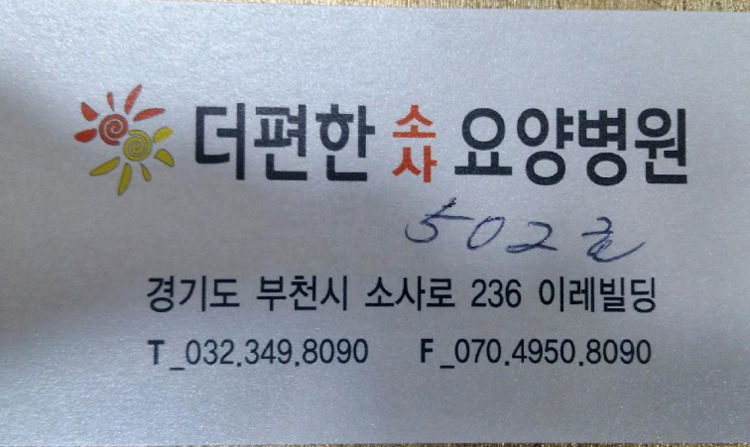 더편한 소사 요양병원
502호
경기도 부천시 소사로 236 이레빌딩
T_032.349.8090 F_070.4950.8090